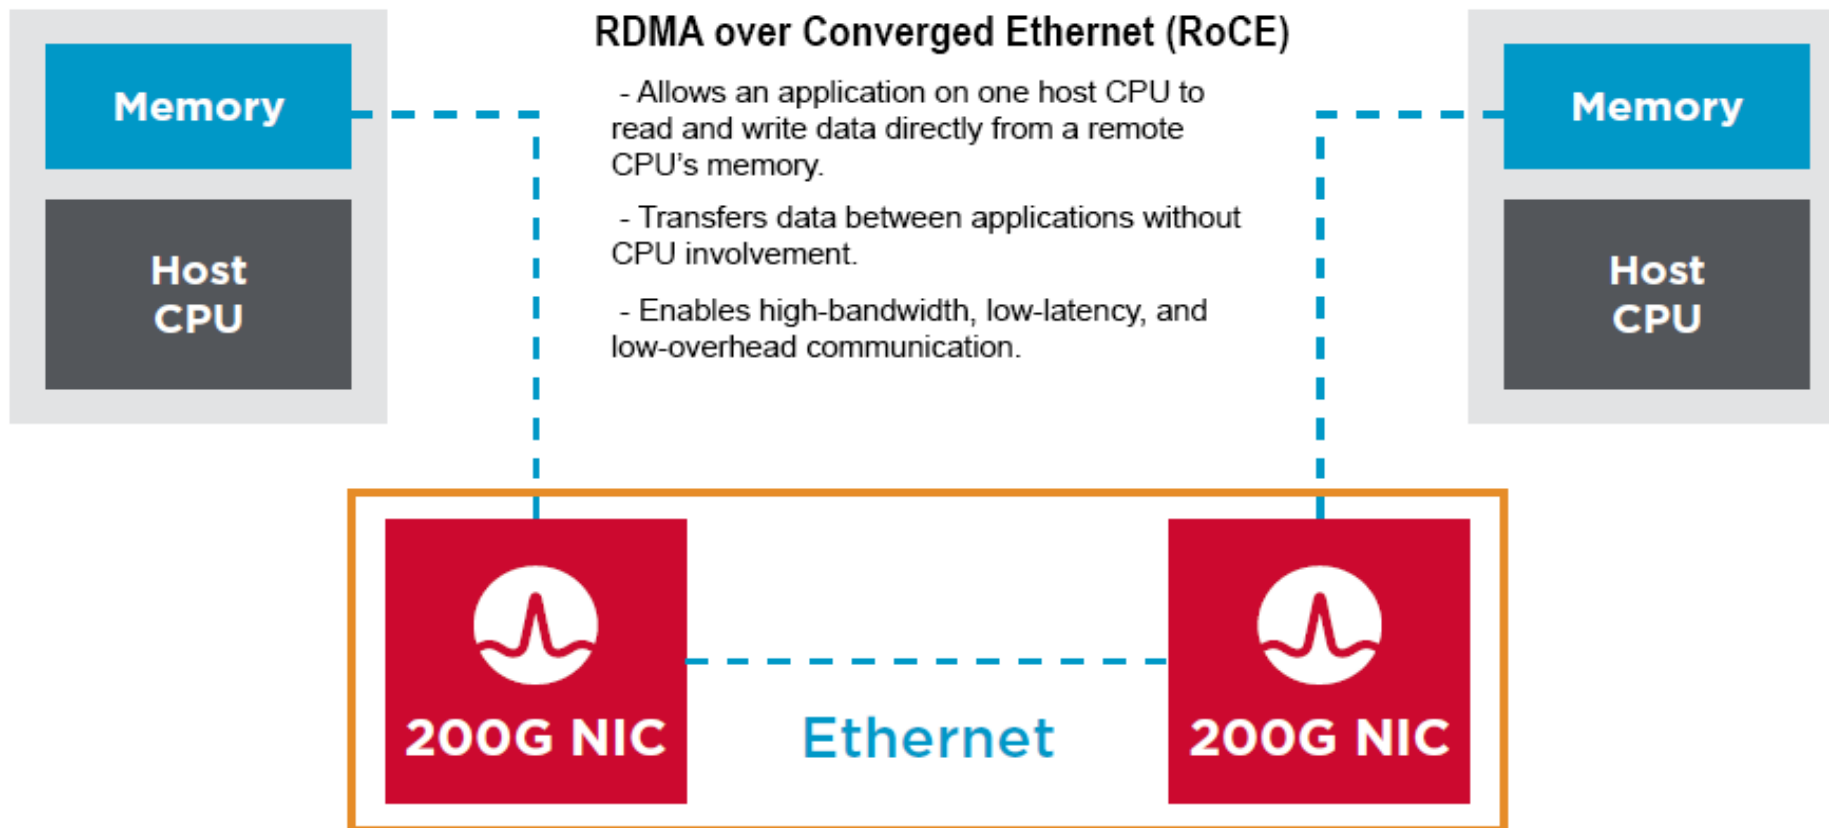 RDMA over Converged Ethernet (RoCE)
Memory
Host
CPU
- Allows an application on one host CPU to
read and write data directly from a remote
CPU's memory.
- Transfers data between applications without
CPU involvement.
- Enables high-bandwidth, low-latency, and
low-overhead communication.
Memory
Host
CPU
200G NIC
Ethernet
200G NIC